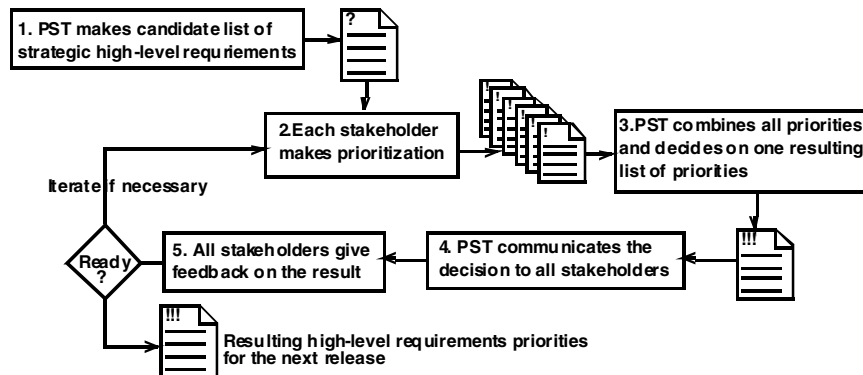 1. PST makes candidate list of
strategic high-level requriements
?
2.Each stakeholder
makes prioritization
!
!
!
!
!
!
3.PST combines all priorities
and decides on one resulting
list of priorities
Iterate if necessary
!!!
4. PST communicates the
decision to all stakeholders
5. All stakeholders give
feedback on the result
Ready
?
!!!
Resulting high-level requirements priorities
for the next release